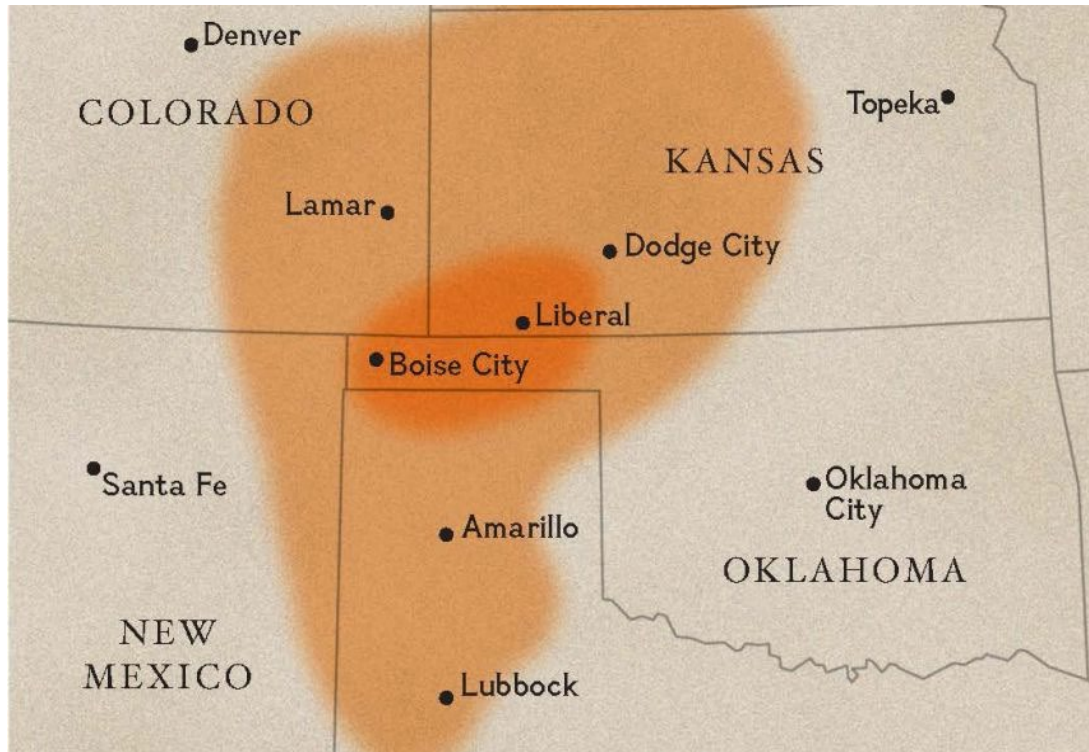 Denver
COLORADO
Topeka
KANSAS
Lamar
Dodge City
Liberal
Boise City
Santa Fe
Oklahoma
City
Amarillo
OKLAHOMA
NEW
MEXICO
Lubbock